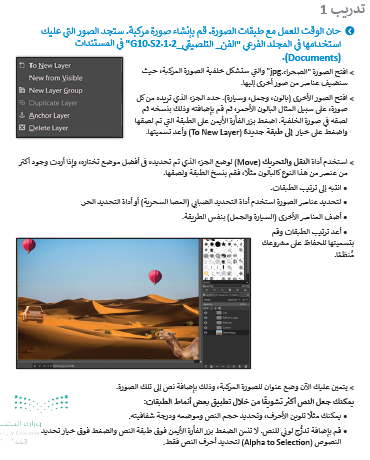 تدريب 1
حان الوقت للعمل مع طبقات الصورة. قم بإنشاء صورة مركبة. ستجد الصور التي عليك
استخدامها في المجلد الفرعي "الفن_ التلصيقي_G10-S2-1-2" في المستندات
(Documents).
> افتح الصورة "الصحراء.jpg" والتي ستشكل خلفية الصورة المركبة، حيث
ستضيف عناصر من صور أخرى إليها.
> افتح الصور الأخرى (بالون، وجمل، وسيارة). حدد الجزء الذي تريده من كل
صورة، على سبيل المثال البالون الأحمر، ثم قم بإضافته وذلك بنسخه ثم
لصقه في صورة الخلفية. اضغط بزر الفأرة الأيمن على الطبقة التي تم لصقها
واضغط على خيار إلى طبقة جديدة (To New Layer) وأعد تسميتها.
To New Layer
New from Visible
New Layer Group
Duplicate Layer
Anchor Layer
Delete Layer
> استخدم أداة النقل والتحريك (Move) لوضع الجزء الذي تم تحديده في أفضل موضع تختاره، وإذا أردت وجود أكثر
من عنصر من هذا النوع كالبالون مثلًا، فقم بنسخ الطبقة ولصقها.
• انتبه إلى ترتيب الطبقات.
• لتحديد عناصر الصورة استخدم أداة التحديد الضبابي (العصا السحرية) أو أداة التحديد الحر.
• أضف العناصر الأخرى (السيارة والجمل) بنفس الطريقة.
• أعد ترتيب الطبقات وقم
بتسميتها للحفاظ على مشروعك
مُنظمًا.
> يتعين عليك الآن وضع عنوان للصورة المركبة، وذلك بإضافة نص إلى تلك الصورة.
يمكنك جعل النص أكثر تشويقًا من خلال تطبيق بعض أنماط الطبقات:
• يمكنك مثلًا تلوين الأحرف، وتحديد حجم النص وموضعه ودرجة شفافيته.
• قم بإضافة تدرُّج لوني للنص. لا تنسَ الضغط بزر الفأرة الأيمن فوق طبقة النص والضغط فوق خيار تحديد
النصوص (Alpha to Selection) لتحديد أحرف النص فقط.